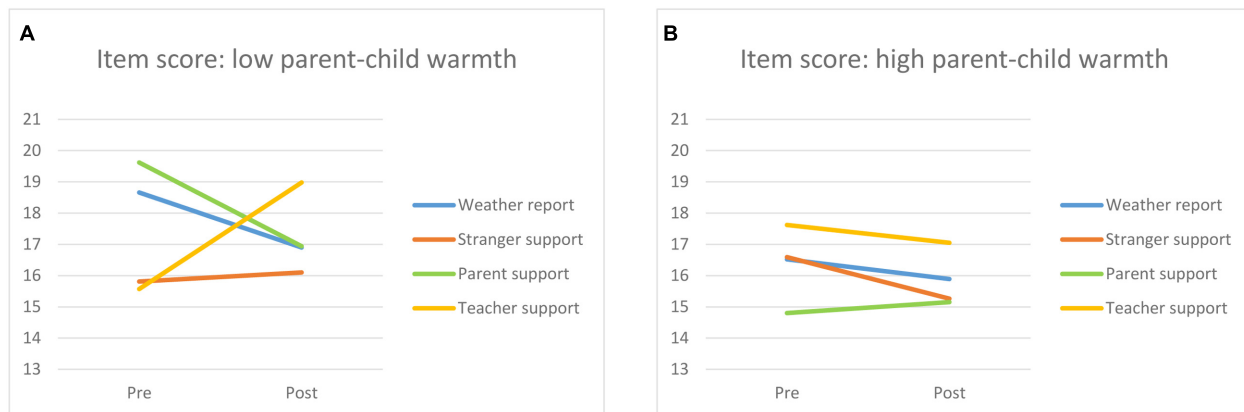 A
Item score: low parent-child warmth
21
20
19
18
17
16
15
14
13
Pre Post
Weather report
Stranger support
Parent support
Teacher support
B
Item score: high parent-child warmth
21
20
19
18
17
16
15
14
13
Pre Post
Weather report
Stranger support
Parent support
Teacher support